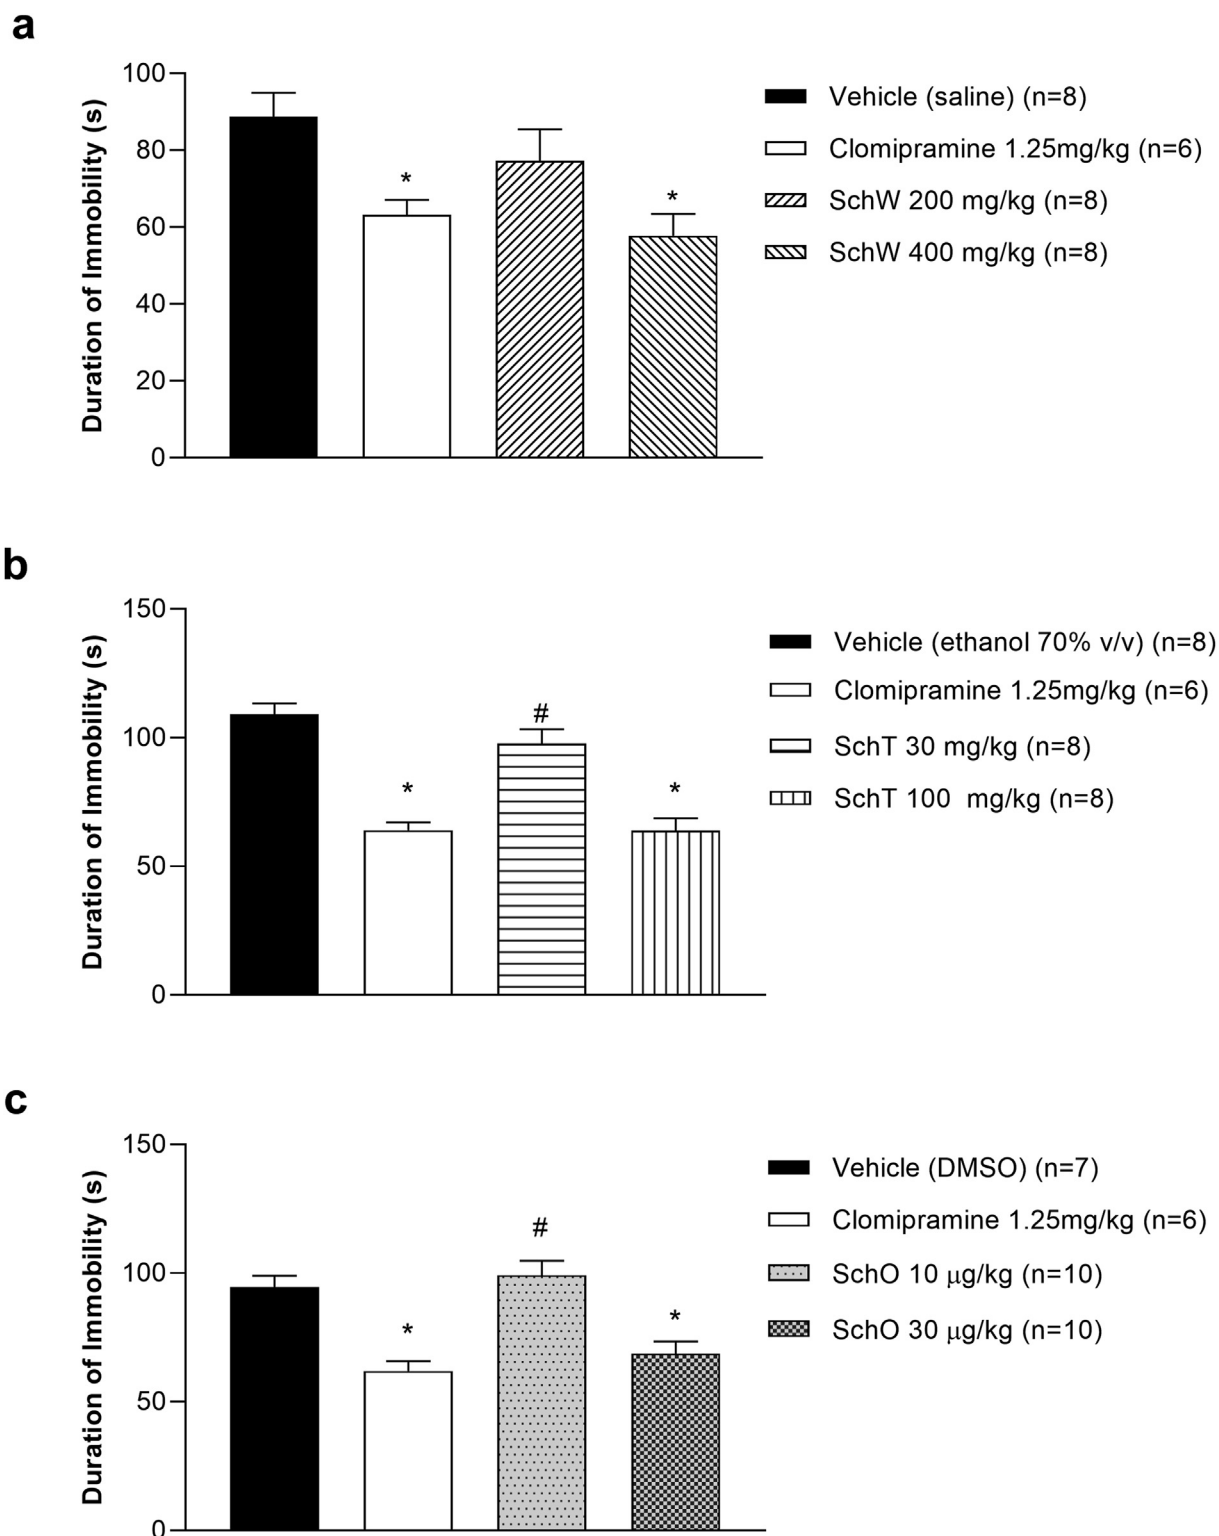 a
Duration of Immobility (s)
100
80
60
40
20
0
*
*
Vehicle (saline) (n=8)
Clomipramine 1.25mg/kg (n=6)
SchW 200 mg/kg (n=8)
SchW 400 mg/kg (n=8)
b
Duration of Immobility (s)
150
100
50
0
*
#
*
Vehicle (ethanol 70% v/v) (n=8)
Clomipramine 1.25mg/kg (n=6)
SchT 30 mg/kg (n=8)
SchT 100  mg/kg (n=8)
c
Duration of Immobility (s)
150
100
50
0
*
#
*
Vehicle (DMSO) (n=7)
Clomipramine 1.25mg/kg (n=6)
SchO 10 μg/kg (n=10)
SchO 30 μg/kg (n=10)